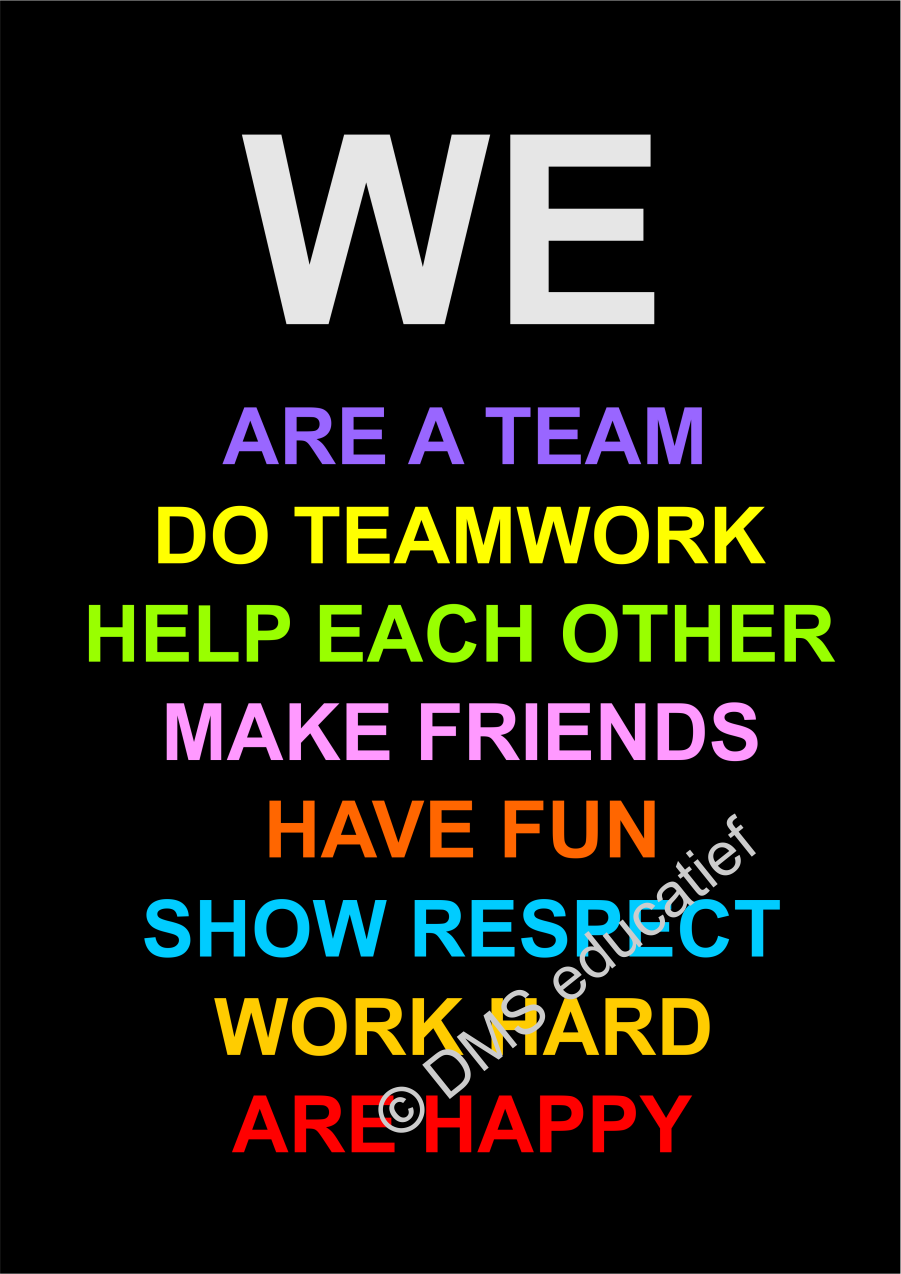 WE
ARE A TEAM
DO TEAMWORK
HELP EACH OTHER
MAKE FRIENDS
HAVE FUN
SHOW RESPECT
WORK HARD
ARE HAPPY
© DMS educatief